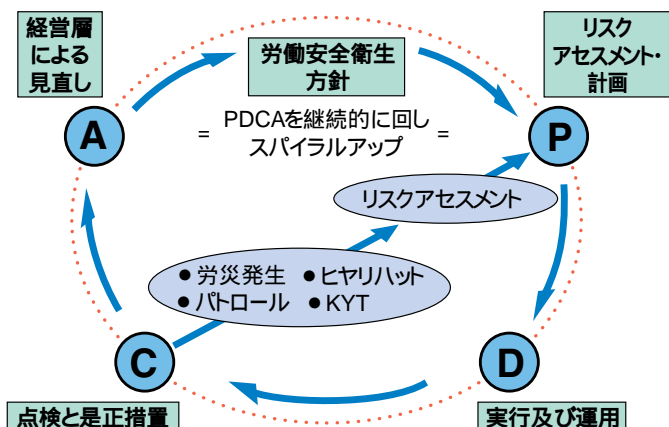 経営層
による
見直し
労働安全衛生
方針
リスク
アセスメント・
計画
A
P
= PDCAを継続的に回し =
スパイラルアップ
リスクアセスメント
● 労災発生 ● ヒヤリハット
● パトロール ● KYT
C
D
点検と是正措置
実行及び運用